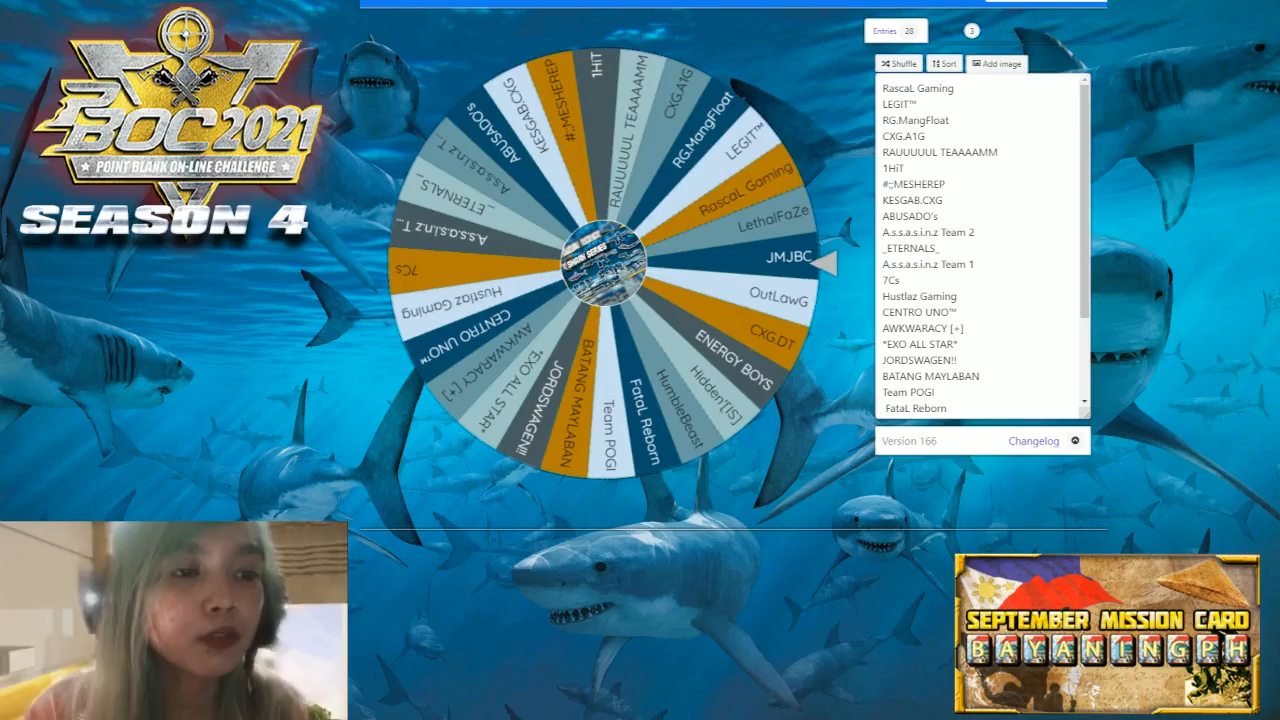 PBOC 2021
POINT BLANK ON-LINE CHALLENGE
SEASON 4
1HiT
RAUUUUUL TEAAAAMM
CXG.A1G
RG.MangFloat
LEGIT™
RascaL Gaming
LethalFaZe
JMJBC
OutLawG
CXG.DT
ENERGY BOYS
Hidden'[IS]
HumbleBeast
FataL Reborn
Team POGI
BATANG MAYLABAN
JORDSWAGEN!!
*EXO ALL STAR*
AWKWARACY [+]
CENTRO UNO™
Hustlaz Gaming
7Cs
A.s.s.a.s.i.n.z T...
_ETERNALS_
A.s.s.a.s.i.n.z T...
ABUSADO's
KESGAB.CXG
#;;MESHEREP
SHARK SERIES
Entries 28
3
Shuffle Sort Add image
RascaL Gaming
LEGIT™
RG.MangFloat
CXG.A1G
RAUUUUUL TEAAAAMM
1HiT
#;;MESHEREP
KESGAB.CXG
ABUSADO's
A.s.s.a.s.i.n.z Team 2
_ETERNALS_
A.s.s.a.s.i.n.z Team 1
7Cs
Hustlaz Gaming
CENTRO UNO™
AWKWARACY [+]
*EXO ALL STAR*
JORDSWAGEN!!
BATANG MAYLABAN
Team POGI
FataL Reborn
Version 166 Changelog
SEPTEMBER MISSION CARD
BAYANINGPH